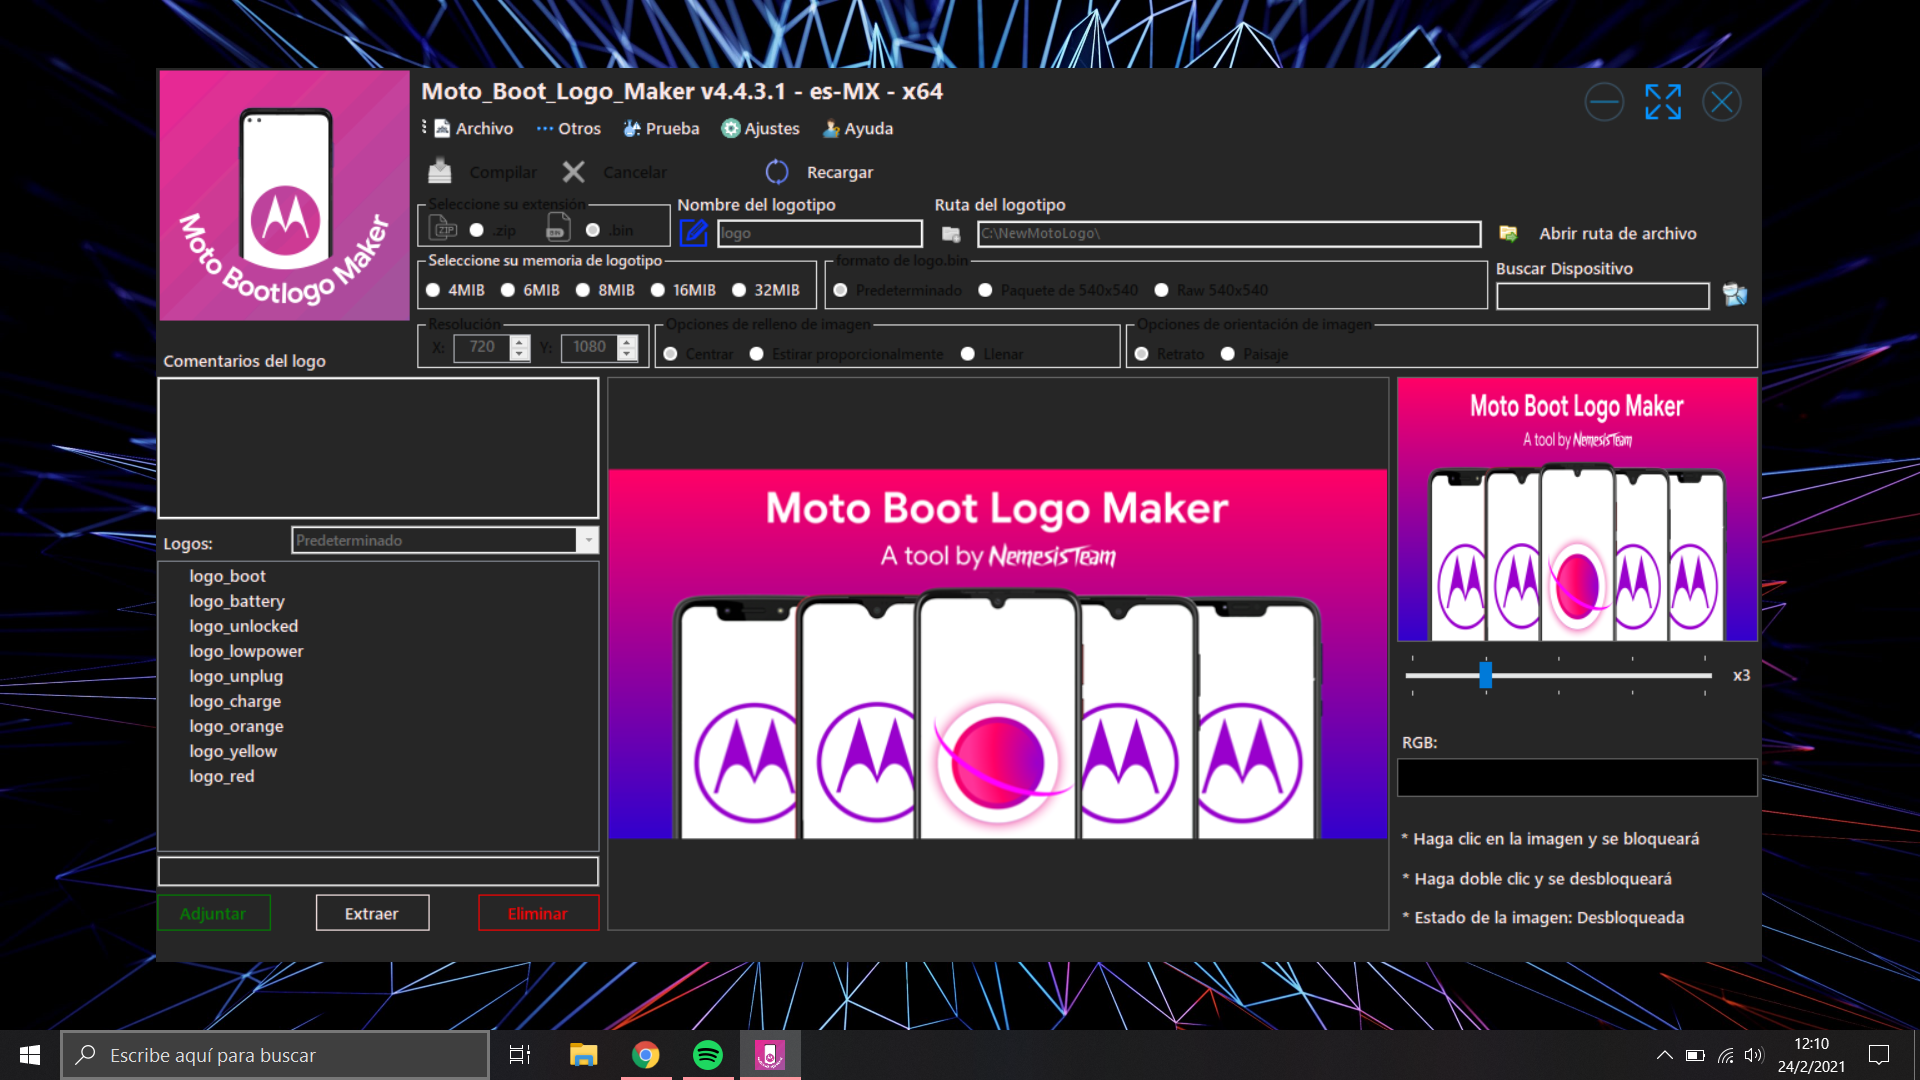 Moto_Boot_Logo_Maker v4.4.3.1 - es-MX - x64
Archivo Otros Prueba Ajustes Ayuda
Compilar Cancelar Recargar
Moto Bootlogo Maker
Seleccione su extensión
.zip .bin
ZIP
Nombre del logotipo
logo
Ruta del logotipo
C:\NewMotoLogo\
Abrir ruta de archivo
Seleccione su memoria de logotipo
4MIB 6MIB 8MIB 16MIB 32MIB
formato de logo.bin
Predeterminado Paquete de 540x540 Raw 540x540
Buscar Dispositivo
Resolución
X: 720 Y: 1080
Opciones de relleno de imagen
Centrar Estirar proporcionalmente Llenar
Opciones de orientación de imagen
Retrato Paisaje
Comentarios del logo
Logos: Predeterminado
logo_boot
logo_battery
logo_unlocked
logo_lowpower
logo_unplug
logo_charge
logo_orange
logo_yellow
logo_red
Adjuntar Extraer Eliminar
Moto Boot Logo Maker
A tool by NemesisTeam
Moto Boot Logo Maker
A tool by NemesisTeam
x3
RGB:
* Haga clic en la imagen y se bloqueará
* Haga doble clic y se desbloqueará
* Estado de la imagen: Desbloqueada
Escribe aquí para buscar
12:10
24/2/2021